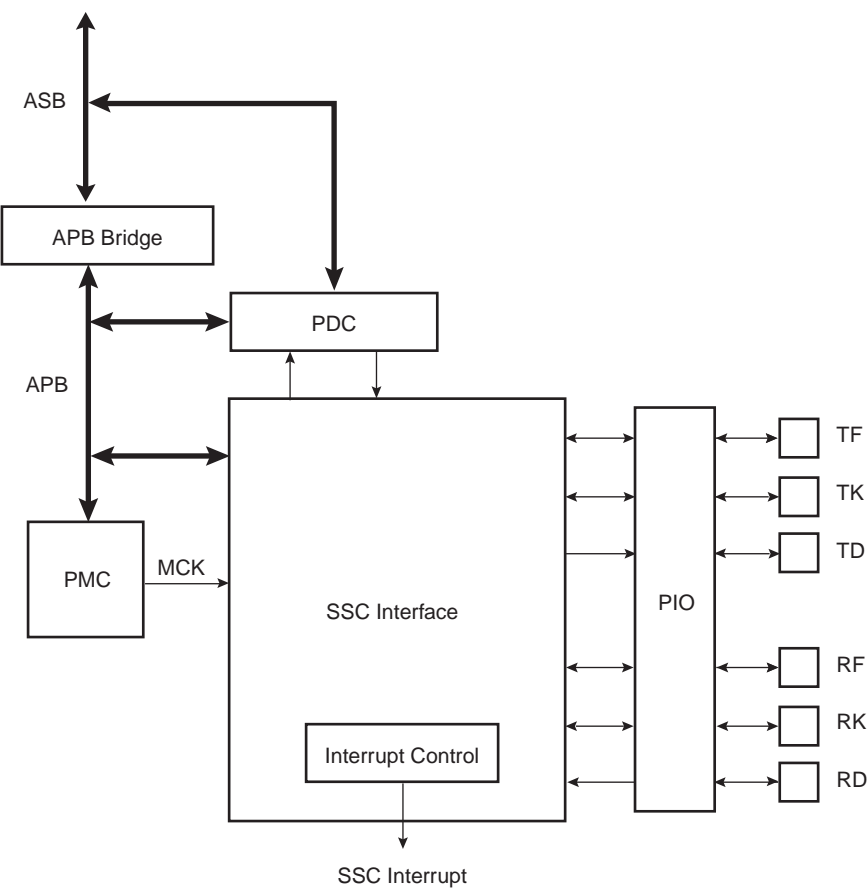 ASB
APB Bridge
PDC
APB
TF
TK
TD
PMC
MCK
SSC Interface
PIO
RF
RK
RD
Interrupt Control
SSC Interrupt